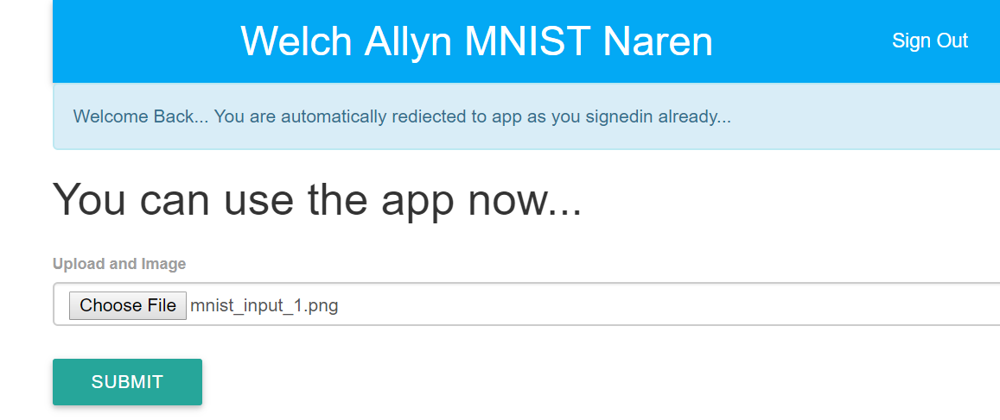 Welch Allyn MNIST Naren
Sign Out
Welcome Back... You are automatically rediected to app as you signedin already...
You can use the app now...
Upload and Image
Choose File mnist_input_1.png
SUBMIT